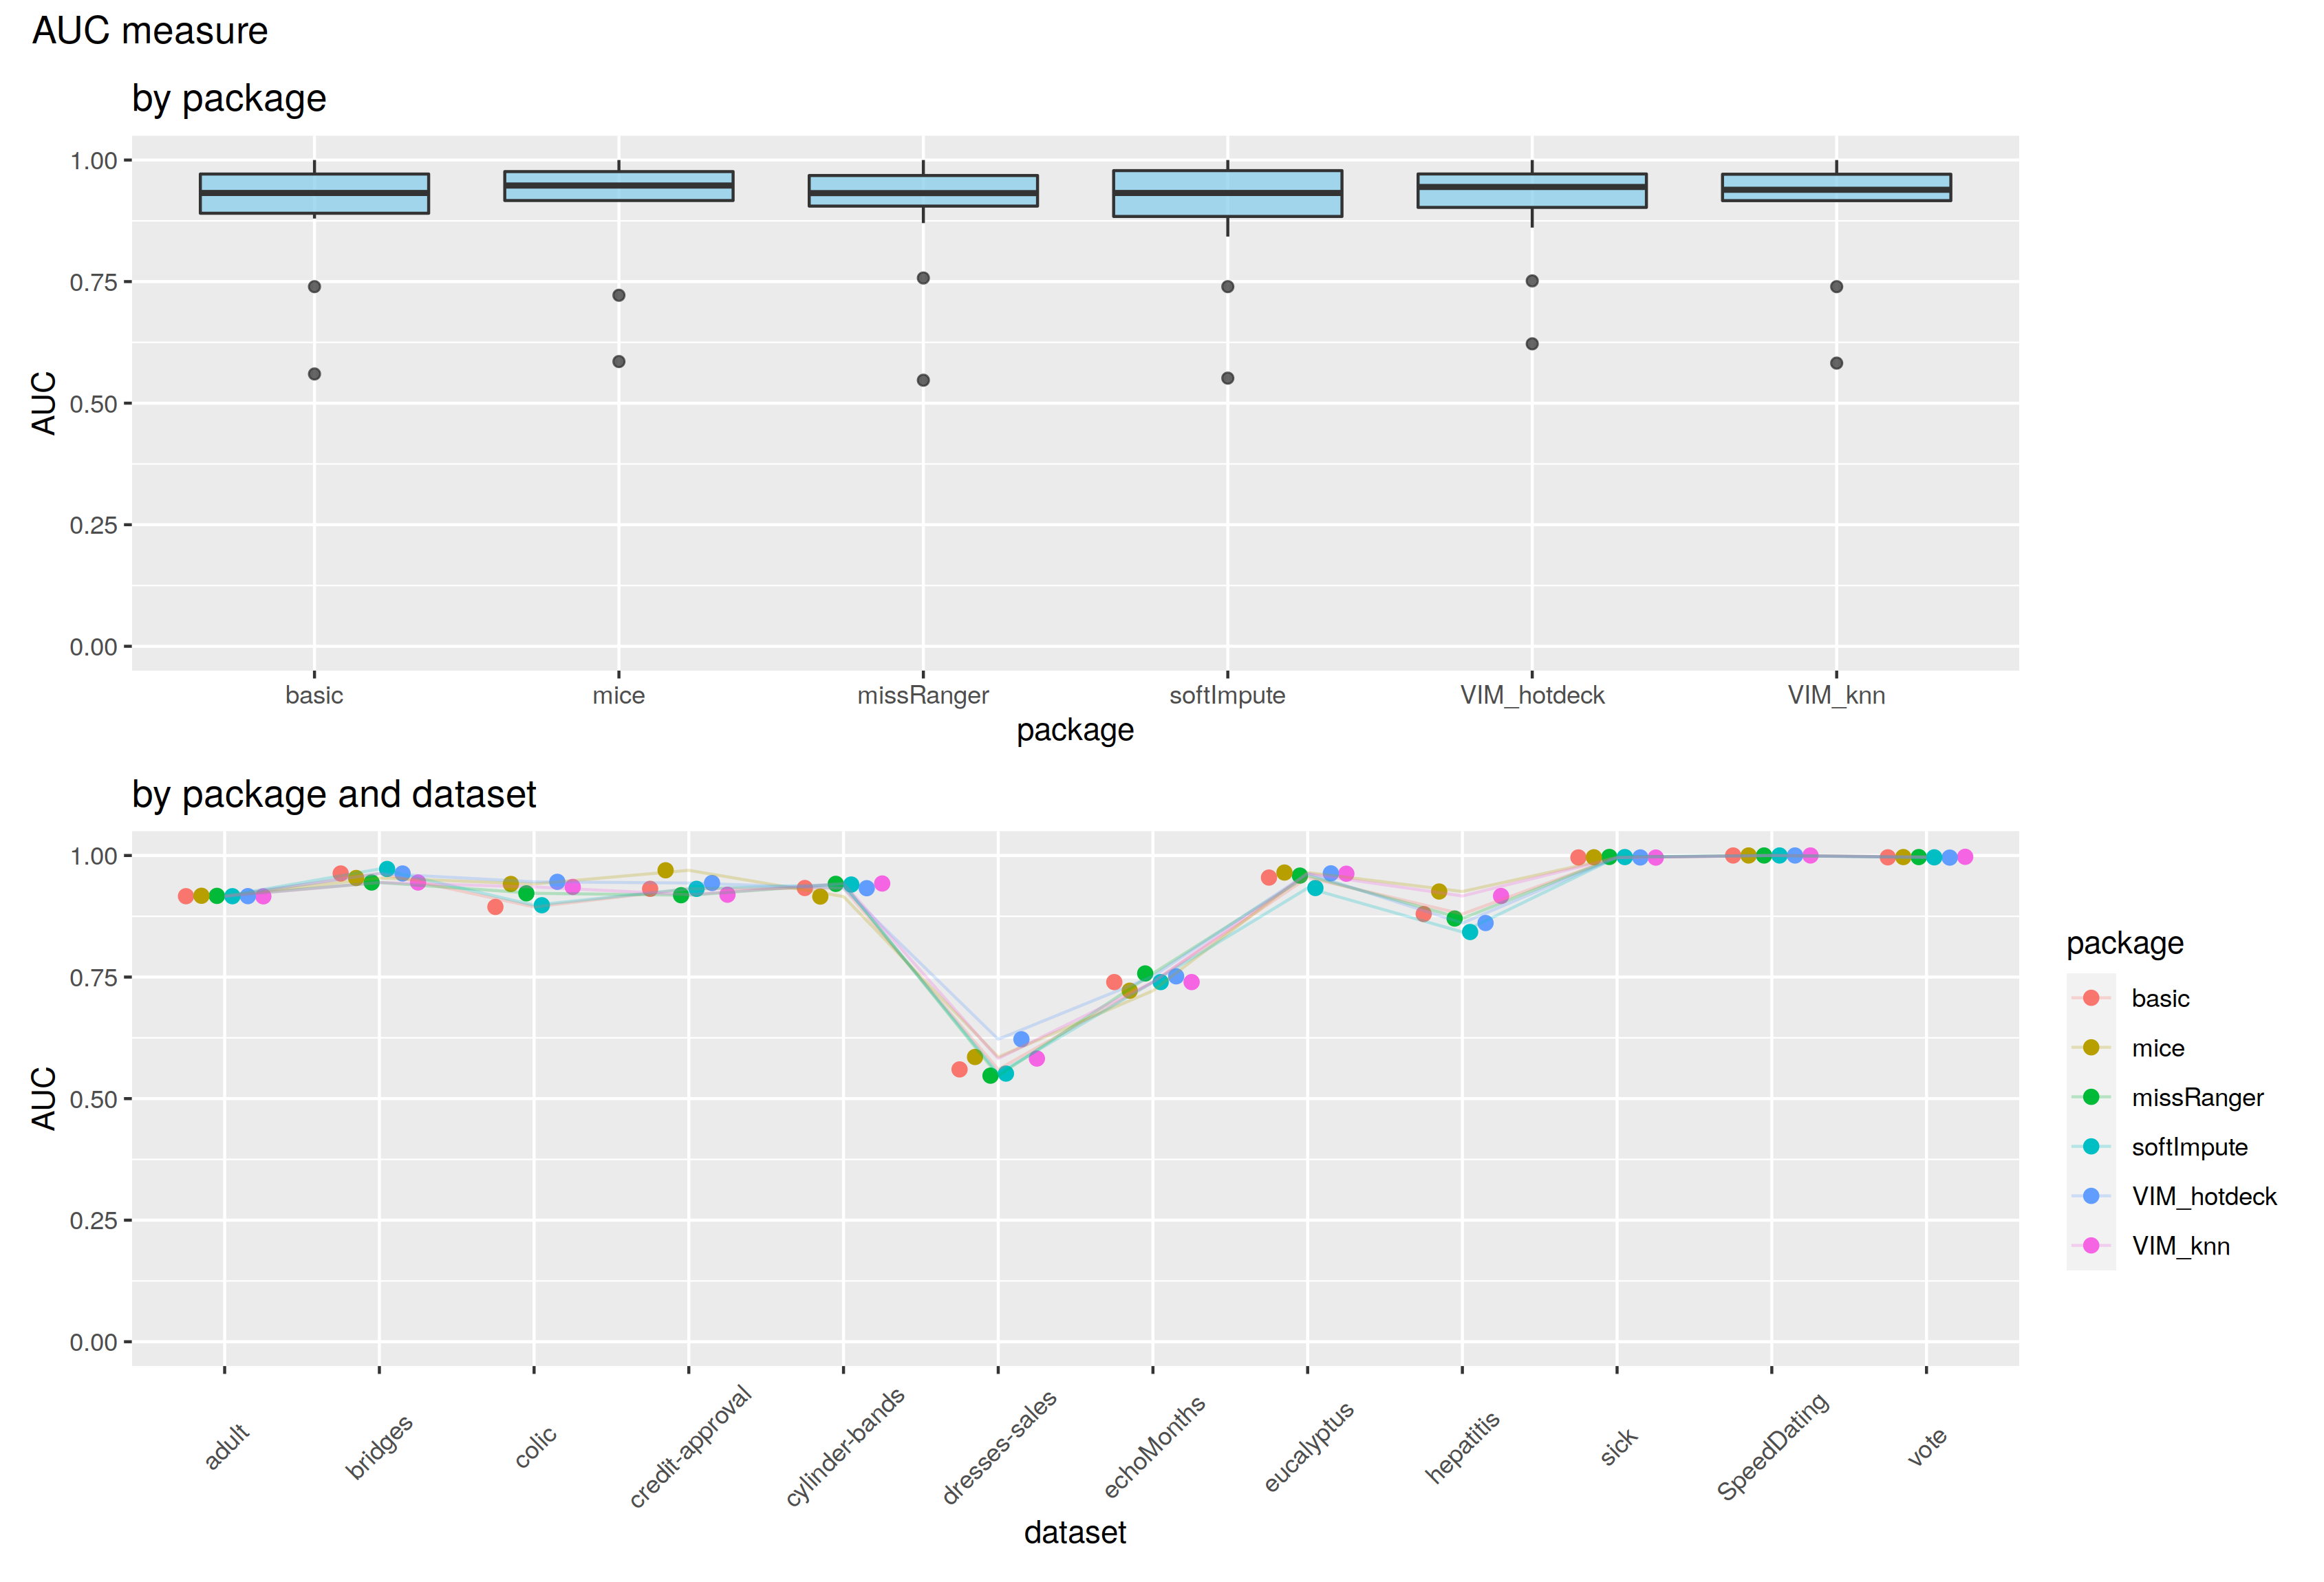 AUC measure
by package
AUC
1.00
0.75
0.50
0.25
0.00
basic mice missRanger softImpute VIM_hotdeck VIM_knn
package
by package and dataset
AUC
1.00
0.75
0.50
0.25
0.00
adult bridges colic credit-approval cylinder-bands dresses-sales echoMonths eucalyptus hepatitis sick SpeedDating vote
dataset
package
basic
mice
missRanger
softImpute
VIM_hotdeck
VIM_knn